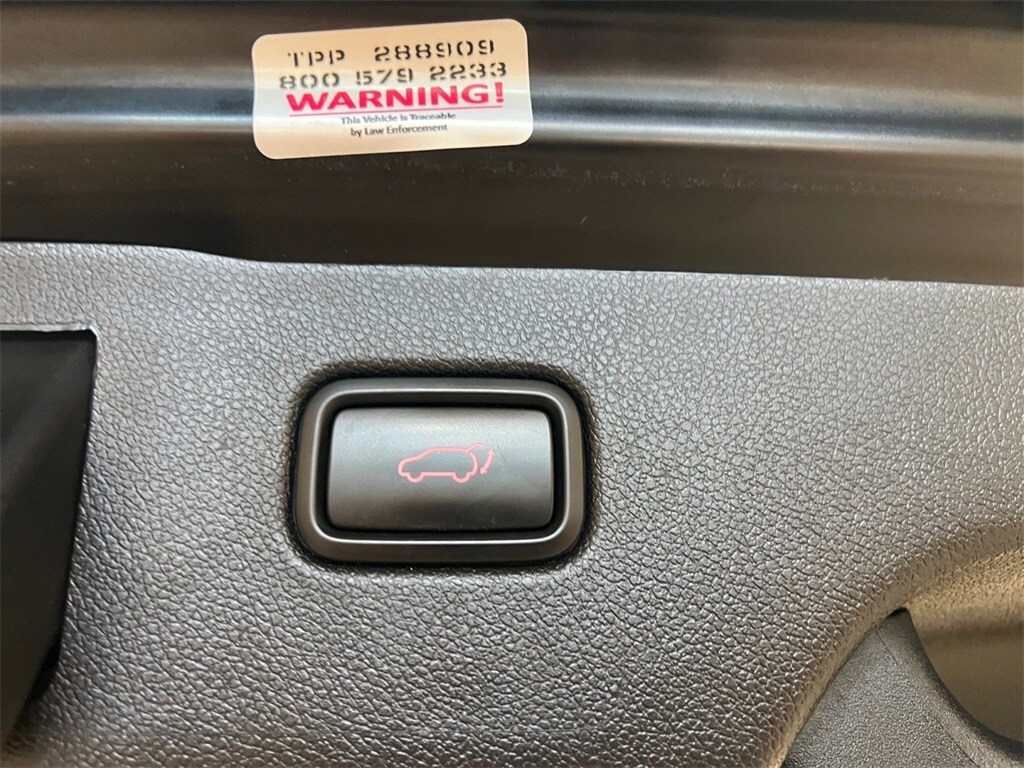 TPP 288909
800 579 2233
WARNING!
This Vehicle is Traceable
by Law Enforcement